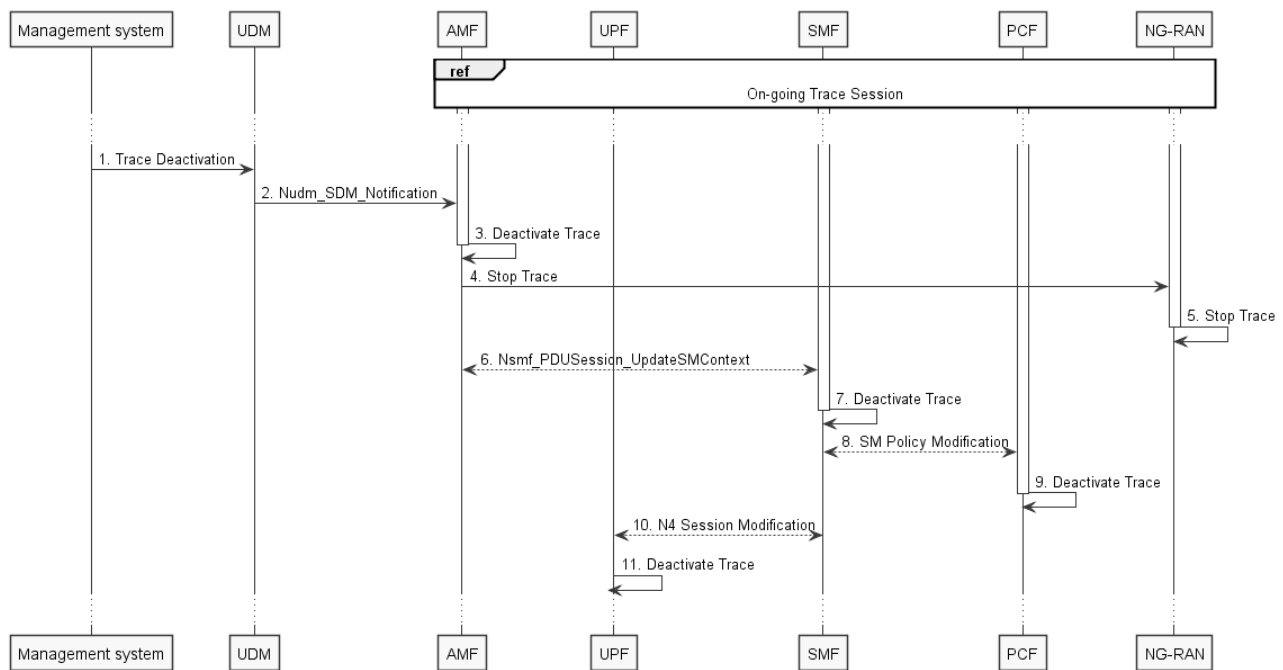 Management system
UDM
AMF
UPF
SMF
PCF
NG-RAN
ref
On-going Trace Session
1. Trace Deactivation
2. Nudm_SDM_Notification
3. Deactivate Trace
4. Stop Trace
5. Stop Trace
6. Nsmf_PDUSession_UpdateSMContext
7. Deactivate Trace
8. SM Policy Modification
9. Deactivate Trace
10. N4 Session Modification
11. Deactivate Trace
Management system
UDM
AMF
UPF
SMF
PCF
NG-RAN